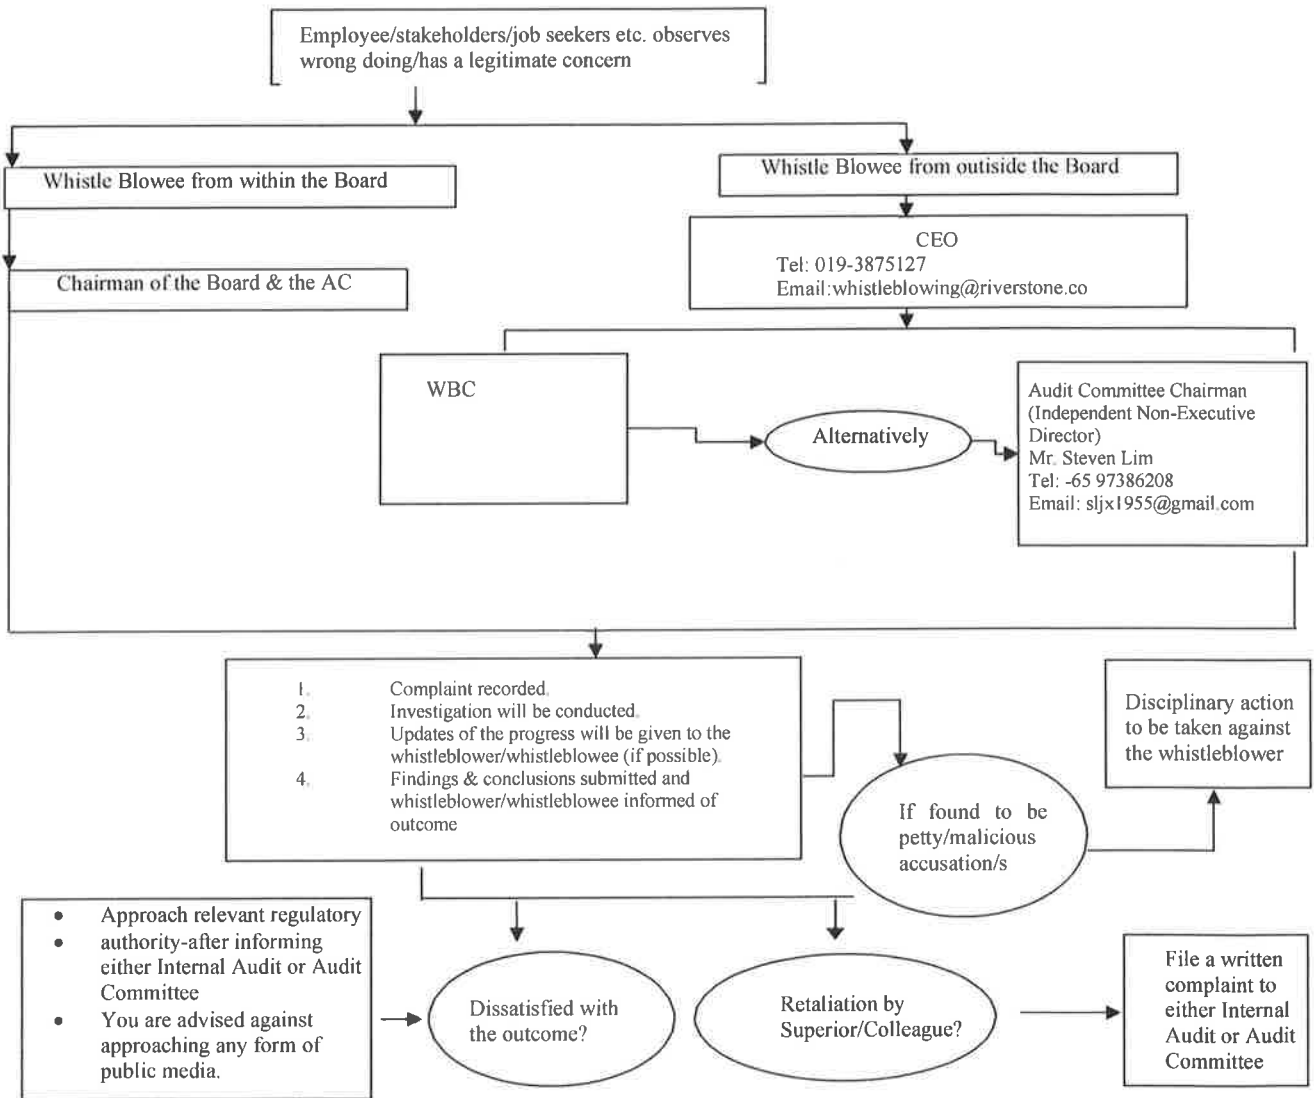 Employee/stakeholders/job seekers etc. observes
wrong doing/has a legitimate concern
Whistle Blowee from within the Board
Whistle Blowee from outiside the Board
CEO
Tel: 019-3875127
Email:whistleblowing@riverstone.co
Chairman of the Board & the AC
WBC
Alternatively
Audit Committee Chairman
(Independent Non-Executive
Director)
Mr. Steven Lim
Tel: -65 97386208
Email: sljx1955@gmail.com
1. Complaint recorded.
2. Investigation will be conducted.
3. Updates of the progress will be given to the
whistleblower/whistleblowee (if possible).
4. Findings & conclusions submitted and
whistleblower/whistleblowee informed of
outcome
If found to be
petty/malicious
accusation/s
Disciplinary action
to be taken against
the whistleblower
• Approach relevant regulatory
• authority-after informing
either Internal Audit or Audit
Committee
• You are advised against
approaching any form of
public media.
Dissatisfied with
the outcome?
Retaliation by
Superior/Colleague?
File a written
complaint to
either Internal
Audit or Audit
Committee